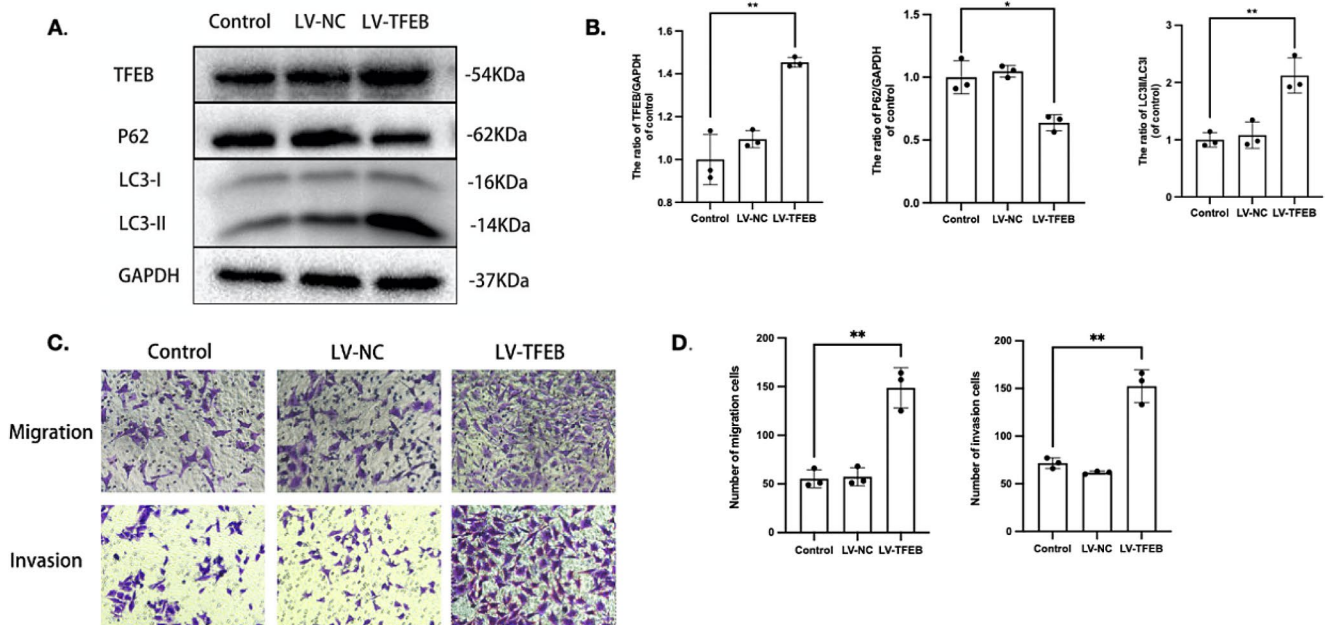 A.
Control LV-NC LV-TFEB
TFEB -54KDa
P62 -62KDa
LC3-I -16KDa
LC3-II -14KDa
GAPDH -37KDa
B.
The ratio of TFEB/GAPDH
of control
1.6
1.4
1.2
1.0
0.8
**
Control LV-NC LV-TFEB
The ratio of P62/GAPDH
of control
1.5
1.0
0.5
0.0
*
Control LV-NC LV-TFEB
The ratio of LC3II/LC3I
(of control)
3
2
1
0
**
Control LV-NC LV-TFEB
C.
Control LV-NC LV-TFEB
Migration
Invasion
D.
Number of migration cells
200
150
100
50
0
**
Control LV-NC LV-TFEB
Number of invasion cells
200
150
100
50
0
**
Control LV-NC LV-TFEB